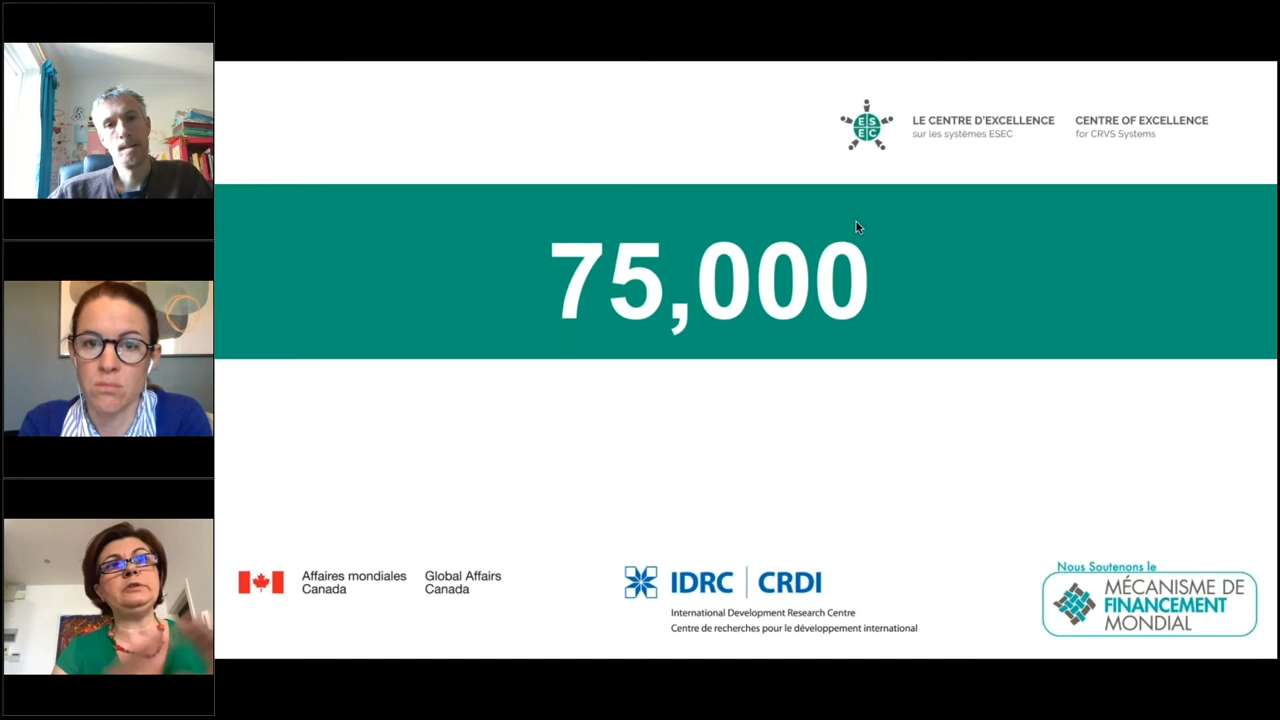 ES
EC
LE CENTRE D'EXCELLENCE
sur les systèmes ESEC
CENTRE OF EXCELLENCE
for CRVS Systems
75,000
Affaires mondiales
Canada
Global Affairs
Canada
IDRC | CRDI
International Development Research Centre
Centre de recherches pour le développement international
Nous Soutenons le
MÉCANISME DE
FINANCEMENT
MONDIAL